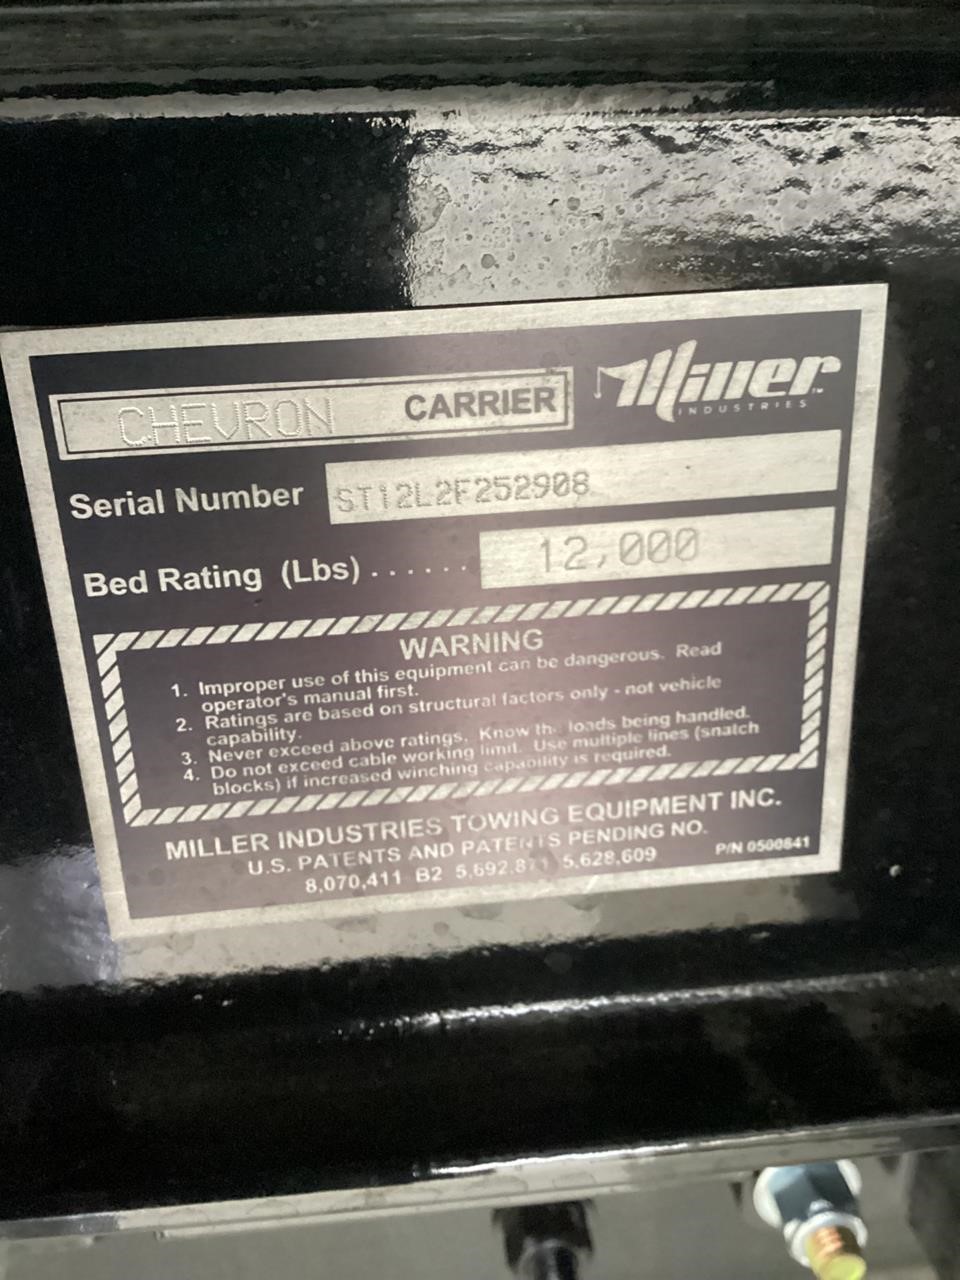 CHEVRON CARRIER
Miller
INDUSTRIES
Serial Number ST12L2F252908
Bed Rating (Lbs) ...... 12,000
WARNING
1. Improper use of this equipment can be dangerous. Read
operator's manual first.
2. Ratings are based on structural factors only - not vehicle
capability.
3. Never exceed above ratings. Know the loads being handled.
4. Do not exceed cable working limit. Use multiple lines (snatch
blocks) if increased winching capability is required.
MILLER INDUSTRIES TOWING EQUIPMENT INC.
U.S. PATENTS AND PATENTS PENDING NO.
8,070,411 B2 5,692,871 5,628,609
P/N 0500841